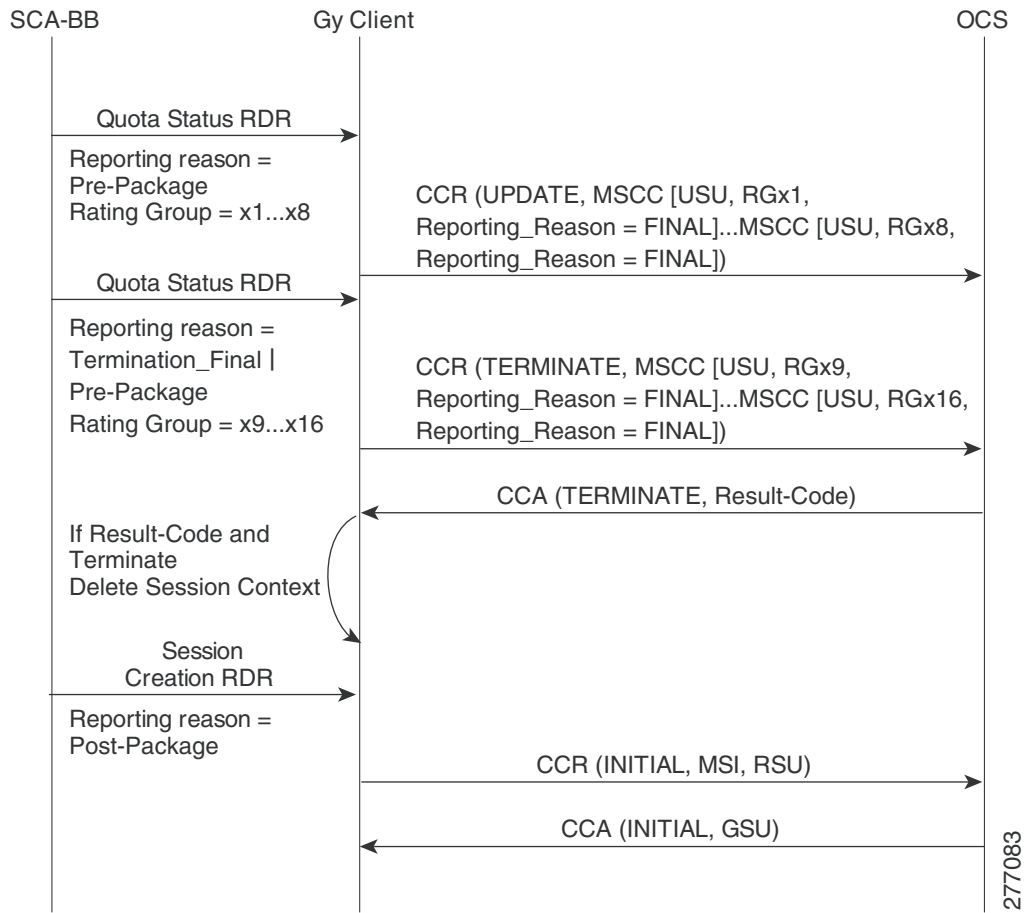 SCA-BB
Gy Client
OCS
Quota Status RDR
Reporting reason =
Pre-Package
Rating Group = x1...x8
CCR (UPDATE, MSCC [USU, RGx1,
Reporting_Reason = FINAL]...MSCC [USU, RGx8,
Reporting_Reason = FINAL])
Quota Status RDR
Reporting reason =
Termination_Final |
Pre-Package
Rating Group = x9...x16
CCR (TERMINATE, MSCC [USU, RGx9,
Reporting_Reason = FINAL]...MSCC [USU, RGx16,
Reporting_Reason = FINAL])
CCA (TERMINATE, Result-Code)
If Result-Code and
Terminate
Delete Session Context
Session
Creation RDR
Reporting reason =
Post-Package
CCR (INITIAL, MSI, RSU)
CCA (INITIAL, GSU)
277083